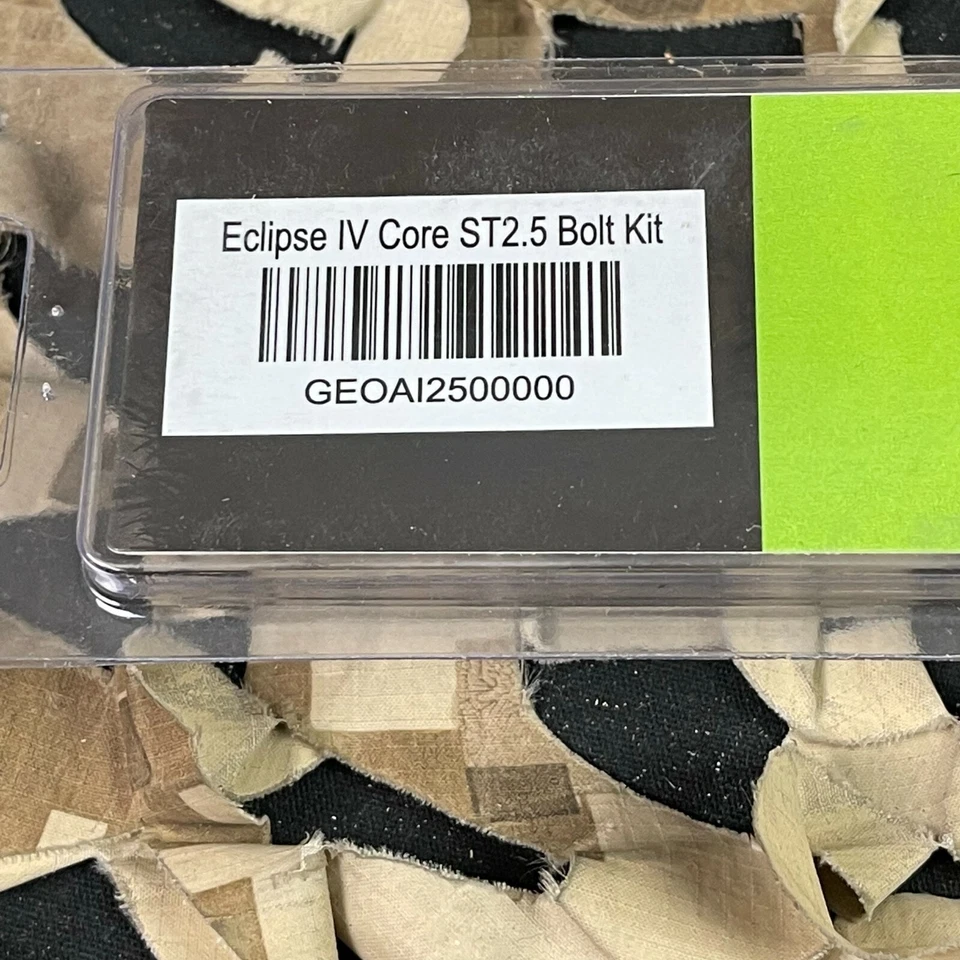 Eclipse IV Core ST2.5 Bolt Kit
GEOAI2500000